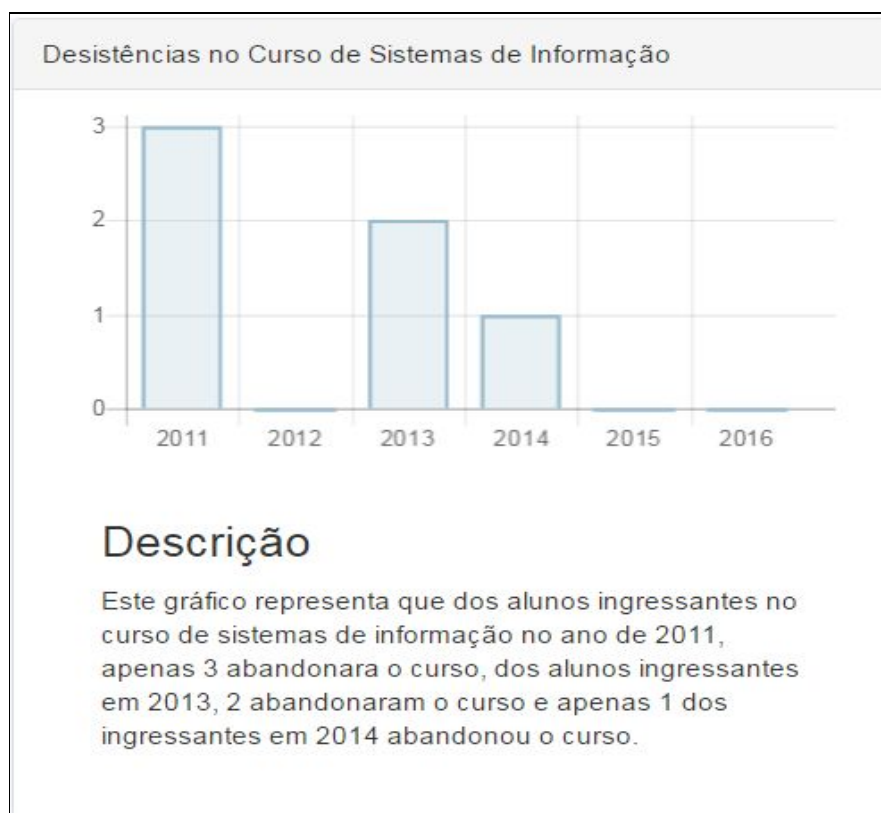 Desistências no Curso de Sistemas de Informação
3
2
1
0
2011 2012 2013 2014 2015 2016
Descrição
Este gráfico representa que dos alunos ingressantes no
curso de sistemas de informação no ano de 2011,
apenas 3 abandonara o curso, dos alunos ingressantes
em 2013, 2 abandonaram o curso e apenas 1 dos
ingressantes em 2014 abandonou o curso.